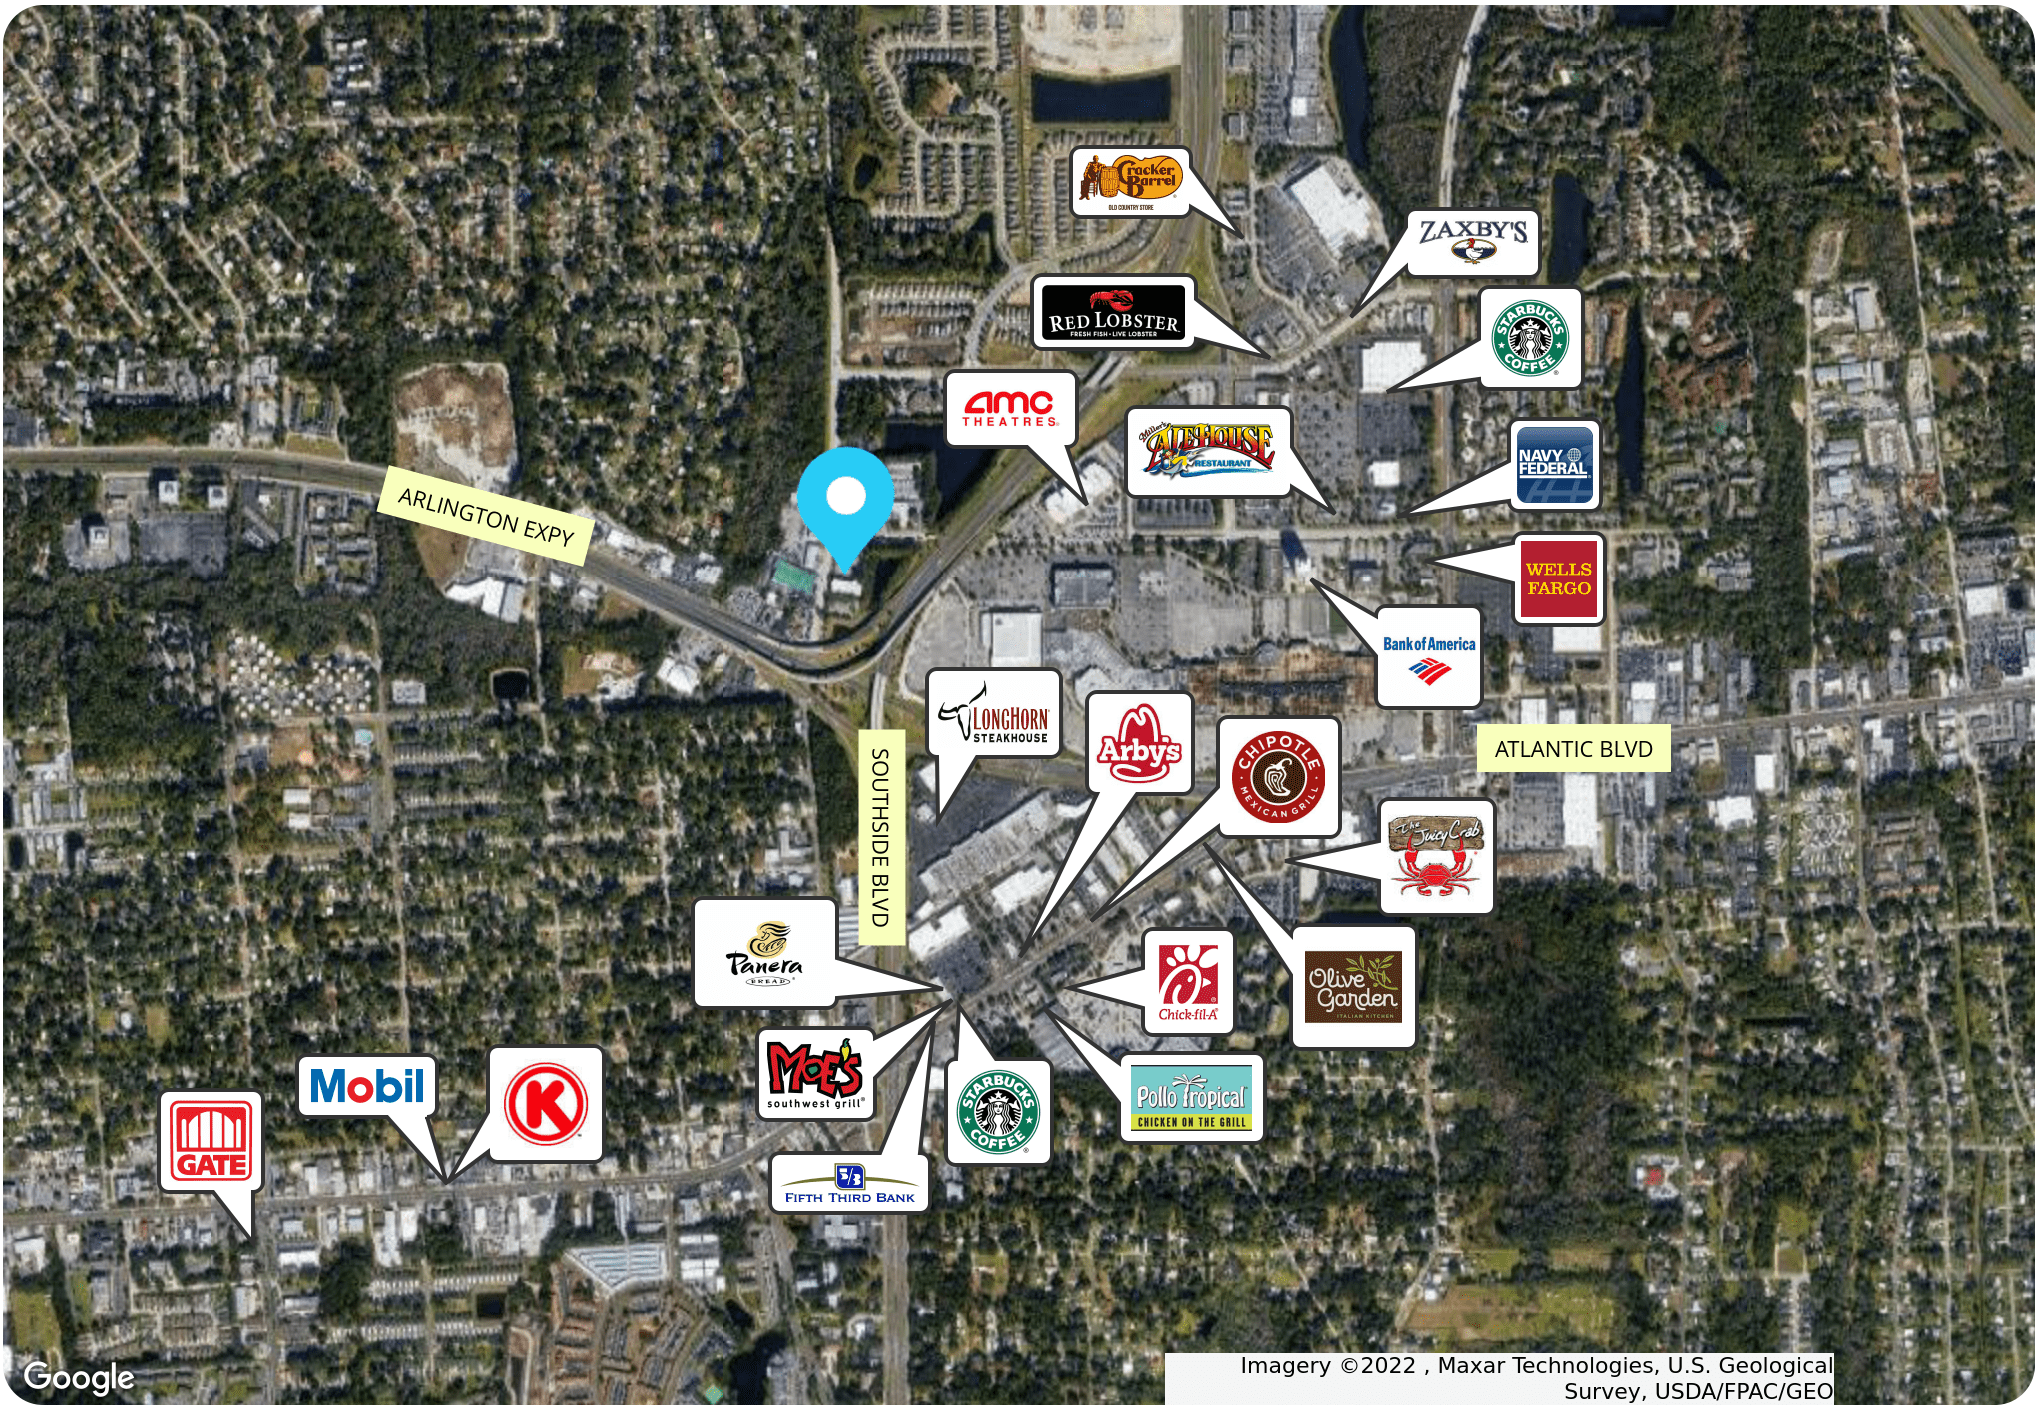 Cracker
Barrel
OLD COUNTRY STORE
ZAXBY'S
RED LOBSTER
FRESH FISH • LIVE LOBSTER
STARBUCKS
COFFEE
amc
THEATRES
Miller's
ALEHOUSE
RESTAURANT
NAVY
FEDERAL
ARLINGTON EXPY
WELLS
FARGO
Bank of America
LONGHORN
STEAKHOUSE
Arby's
CHIPOTLE
MEXICAN GRILL
ATLANTIC BLVD
SOUTHSIDE BLVD
The
Juicy Crab
Panera
BREAD
Chick-fil-A
Olive
Garden
ITALIAN KITCHEN
MOE'S
southwest grill
STARBUCKS
COFFEE
Pollo Tropical
CHICKEN ON THE GRILL
Mobil
K
GATE
5/3
FIFTH THIRD BANK
Google
Imagery ©2022 , Maxar Technologies, U.S. Geological
Survey, USDA/FPAC/GEO